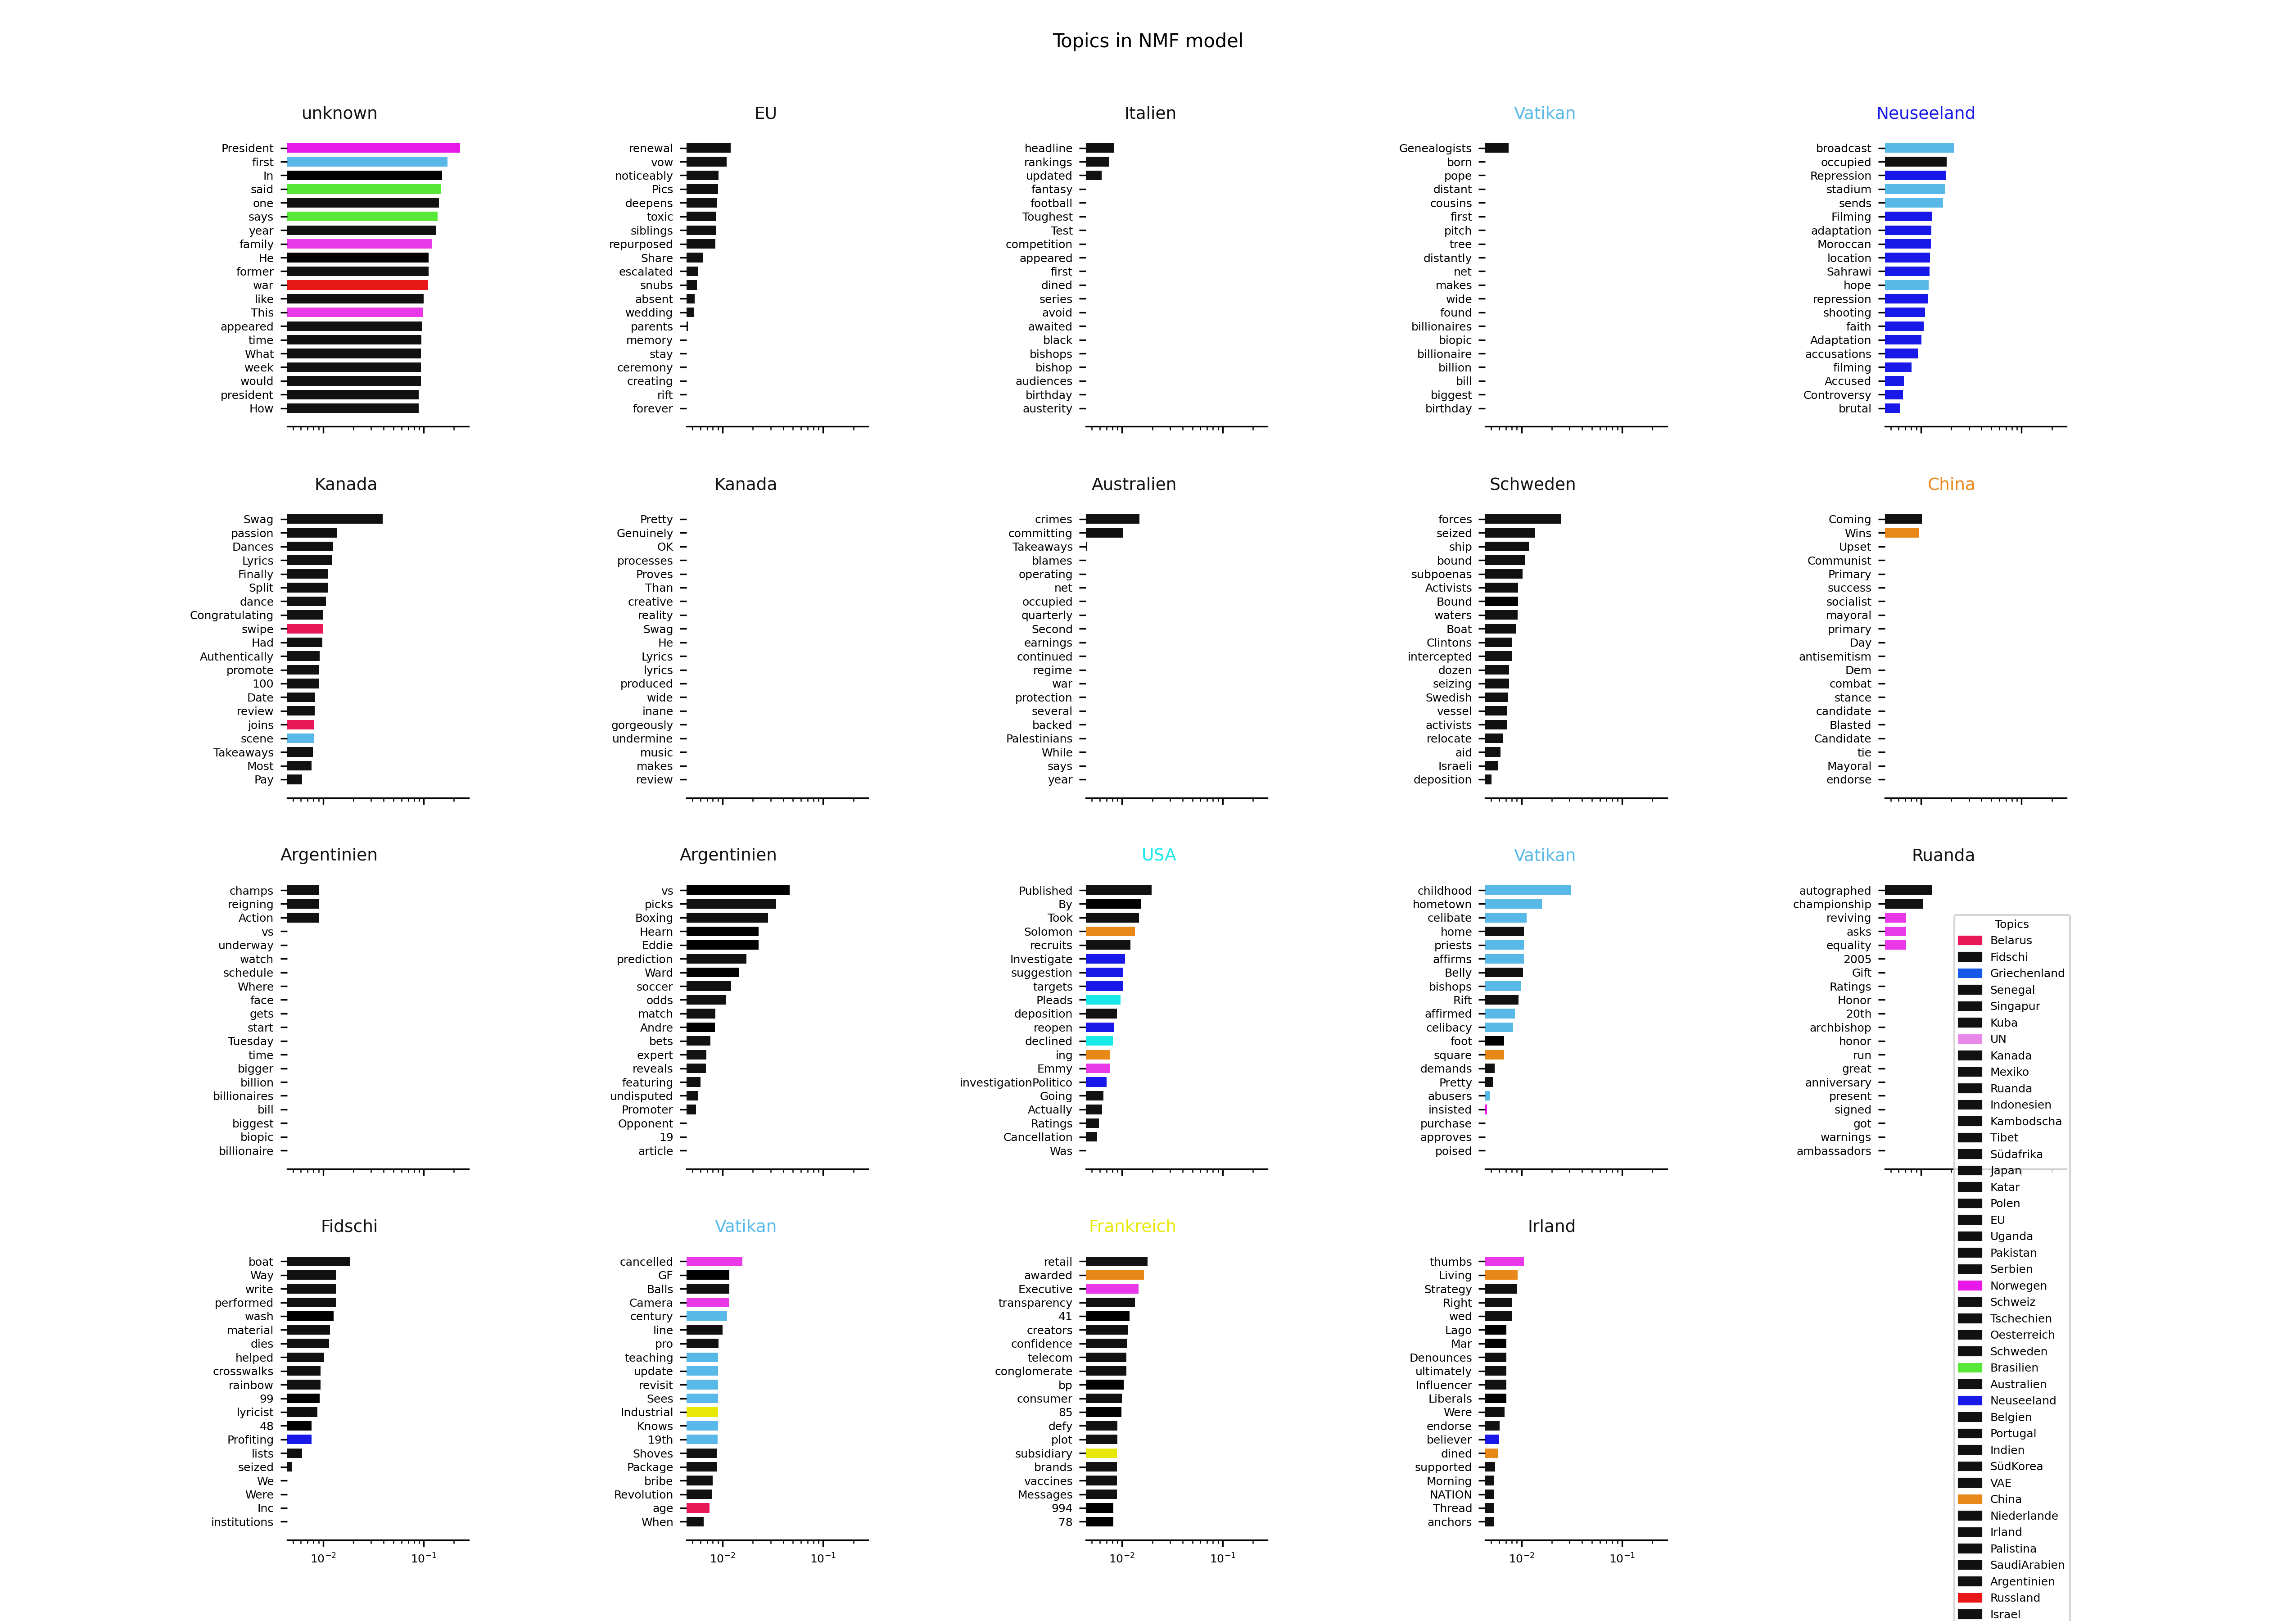 Topics in NMF model
unknown
President
first
In
said
one
says
year
family
He
former
war
like
This
appeared
time
What
week
would
president
How
EU
renewal
vow
noticeably
Pics
deepens
toxic
siblings
repurposed
Share
escalated
snubs
absent
wedding
parents
memory
stay
ceremony
creating
rift
forever
Italien
headline
rankings
updated
fantasy
football
Toughest
Test
competition
appeared
first
dined
series
avoid
awaited
black
bishops
bishop
audiences
birthday
austerity
Vatikan
Genealogists
born
pope
distant
cousins
first
pitch
tree
distantly
net
makes
wide
found
billionaires
biopic
billionaire
billion
bill
biggest
birthday
Neuseeland
broadcast
occupied
Repression
stadium
sends
Filming
adaptation
Moroccan
location
Sahrawi
hope
repression
shooting
faith
Adaptation
accusations
filming
Accused
Controversy
brutal
Kanada
Swag
passion
Dances
Lyrics
Finally
Split
dance
Congratulating
swipe
Had
Authentically
promote
100
Date
review
joins
scene
Takeaways
Most
Pay
Kanada
Pretty
Genuinely
OK
processes
Proves
Than
creative
reality
Swag
He
Lyrics
lyrics
produced
wide
inane
gorgeously
undermine
music
makes
review
Australien
crimes
committing
Takeaways
blames
operating
net
occupied
quarterly
Second
earnings
continued
regime
war
protection
several
backed
Palestinians
While
says
year
Schweden
forces
seized
ship
bound
subpoenas
Activists
Bound
waters
Boat
Clintons
intercepted
dozen
seizing
Swedish
vessel
activists
relocate
aid
Israeli
deposition
China
Coming
Wins
Upset
Communist
Primary
success
socialist
mayoral
primary
Day
antisemitism
Dem
combat
stance
candidate
Blasted
Candidate
tie
Mayoral
endorse
Argentinien
champs
reigning
Action
vs
underway
watch
schedule
Where
face
gets
start
Tuesday
time
bigger
billion
billionaires
bill
biggest
biopic
billionaire
Argentinien
vs
picks
Boxing
Hearn
Eddie
prediction
Ward
soccer
odds
match
Andre
bets
expert
reveals
featuring
undisputed
Promoter
Opponent
19
article
USA
Published
By
Took
Solomon
recruits
Investigate
suggestion
targets
Pleads
deposition
reopen
declined
ing
Emmy
investigationPolitico
Going
Actually
Ratings
Cancellation
Was
Vatikan
childhood
hometown
celibate
home
priests
affirms
Belly
bishops
Rift
affirmed
celibacy
foot
square
demands
Pretty
abusers
insisted
purchase
approves
poised
Ruanda
autographed
championship
reviving
asks
equality
2005
Gift
Ratings
Honor
20th
archbishop
honor
run
great
anniversary
present
signed
got
warnings
ambassadors
Fidschi
boat
Way
write
performed
wash
material
dies
helped
crosswalks
rainbow
99
lyricist
48
Profiting
lists
seized
We
Were
Inc
institutions
10⁻² 10⁻¹
Vatikan
cancelled
GF
Balls
Camera
century
line
pro
teaching
update
revisit
Sees
Industrial
Knows
19th
Shoves
Package
bribe
Revolution
age
When
10⁻² 10⁻¹
Frankreich
retail
awarded
Executive
transparency
41
creators
confidence
telecom
conglomerate
bp
consumer
85
defy
plot
subsidiary
brands
vaccines
Messages
994
78
10⁻² 10⁻¹
Irland
thumbs
Living
Strategy
Right
wed
Lago
Mar
Denounces
ultimately
Influencer
Liberals
Were
endorse
believer
dined
supported
Morning
NATION
Thread
anchors
10⁻² 10⁻¹
Topics
Belarus
Fidschi
Griechenland
Senegal
Singapur
Kuba
UN
Kanada
Mexiko
Ruanda
Indonesien
Kambodscha
Tibet
Südafrika
Japan
Katar
Polen
EU
Uganda
Pakistan
Serbien
Norwegen
Schweiz
Tschechien
Oesterreich
Schweden
Brasilien
Australien
Neuseeland
Belgien
Portugal
Indien
SüdKorea
VAE
China
Niederlande
Irland
Palistina
SaudiArabien
Argentinien
Russland
Israel